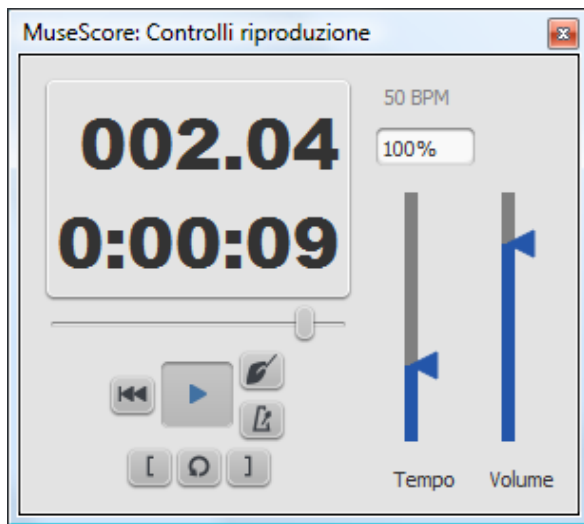 MuseScore: Controlli riproduzione
002.04
0:00:09
50 BPM
100%
[ ]
Tempo Volume